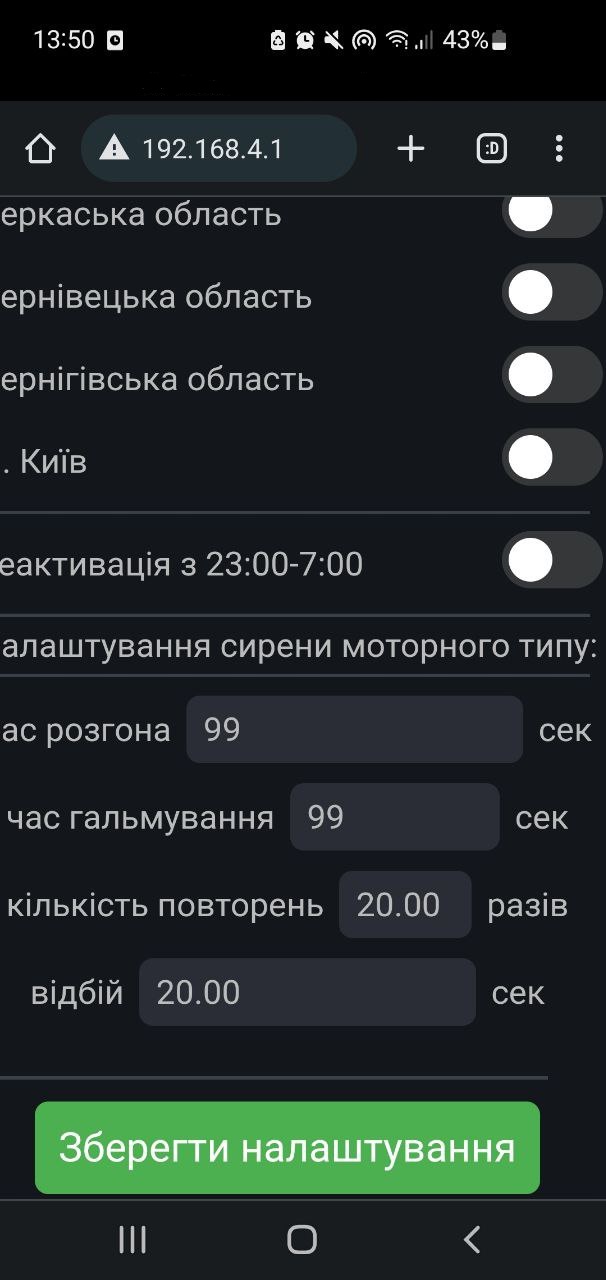 13:50
43%
192.168.4.1
:D
еркаська область
ернівецька область
ернігівська область
. Київ
еактивація з 23:00-7:00
алаштування сирени моторного типу:
ас розгона 99 сек
час гальмування 99 сек
кількість повторень 20.00 разів
відбій 20.00 сек
Зберегти налаштування